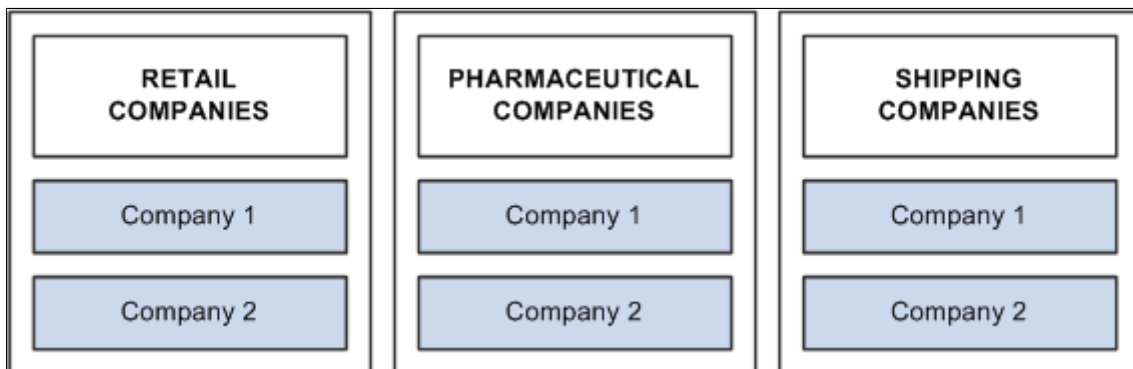 RETAIL
COMPANIES
Company 1
Company 2
PHARMACEUTICAL
COMPANIES
Company 1
Company 2
SHIPPING
COMPANIES
Company 1
Company 2